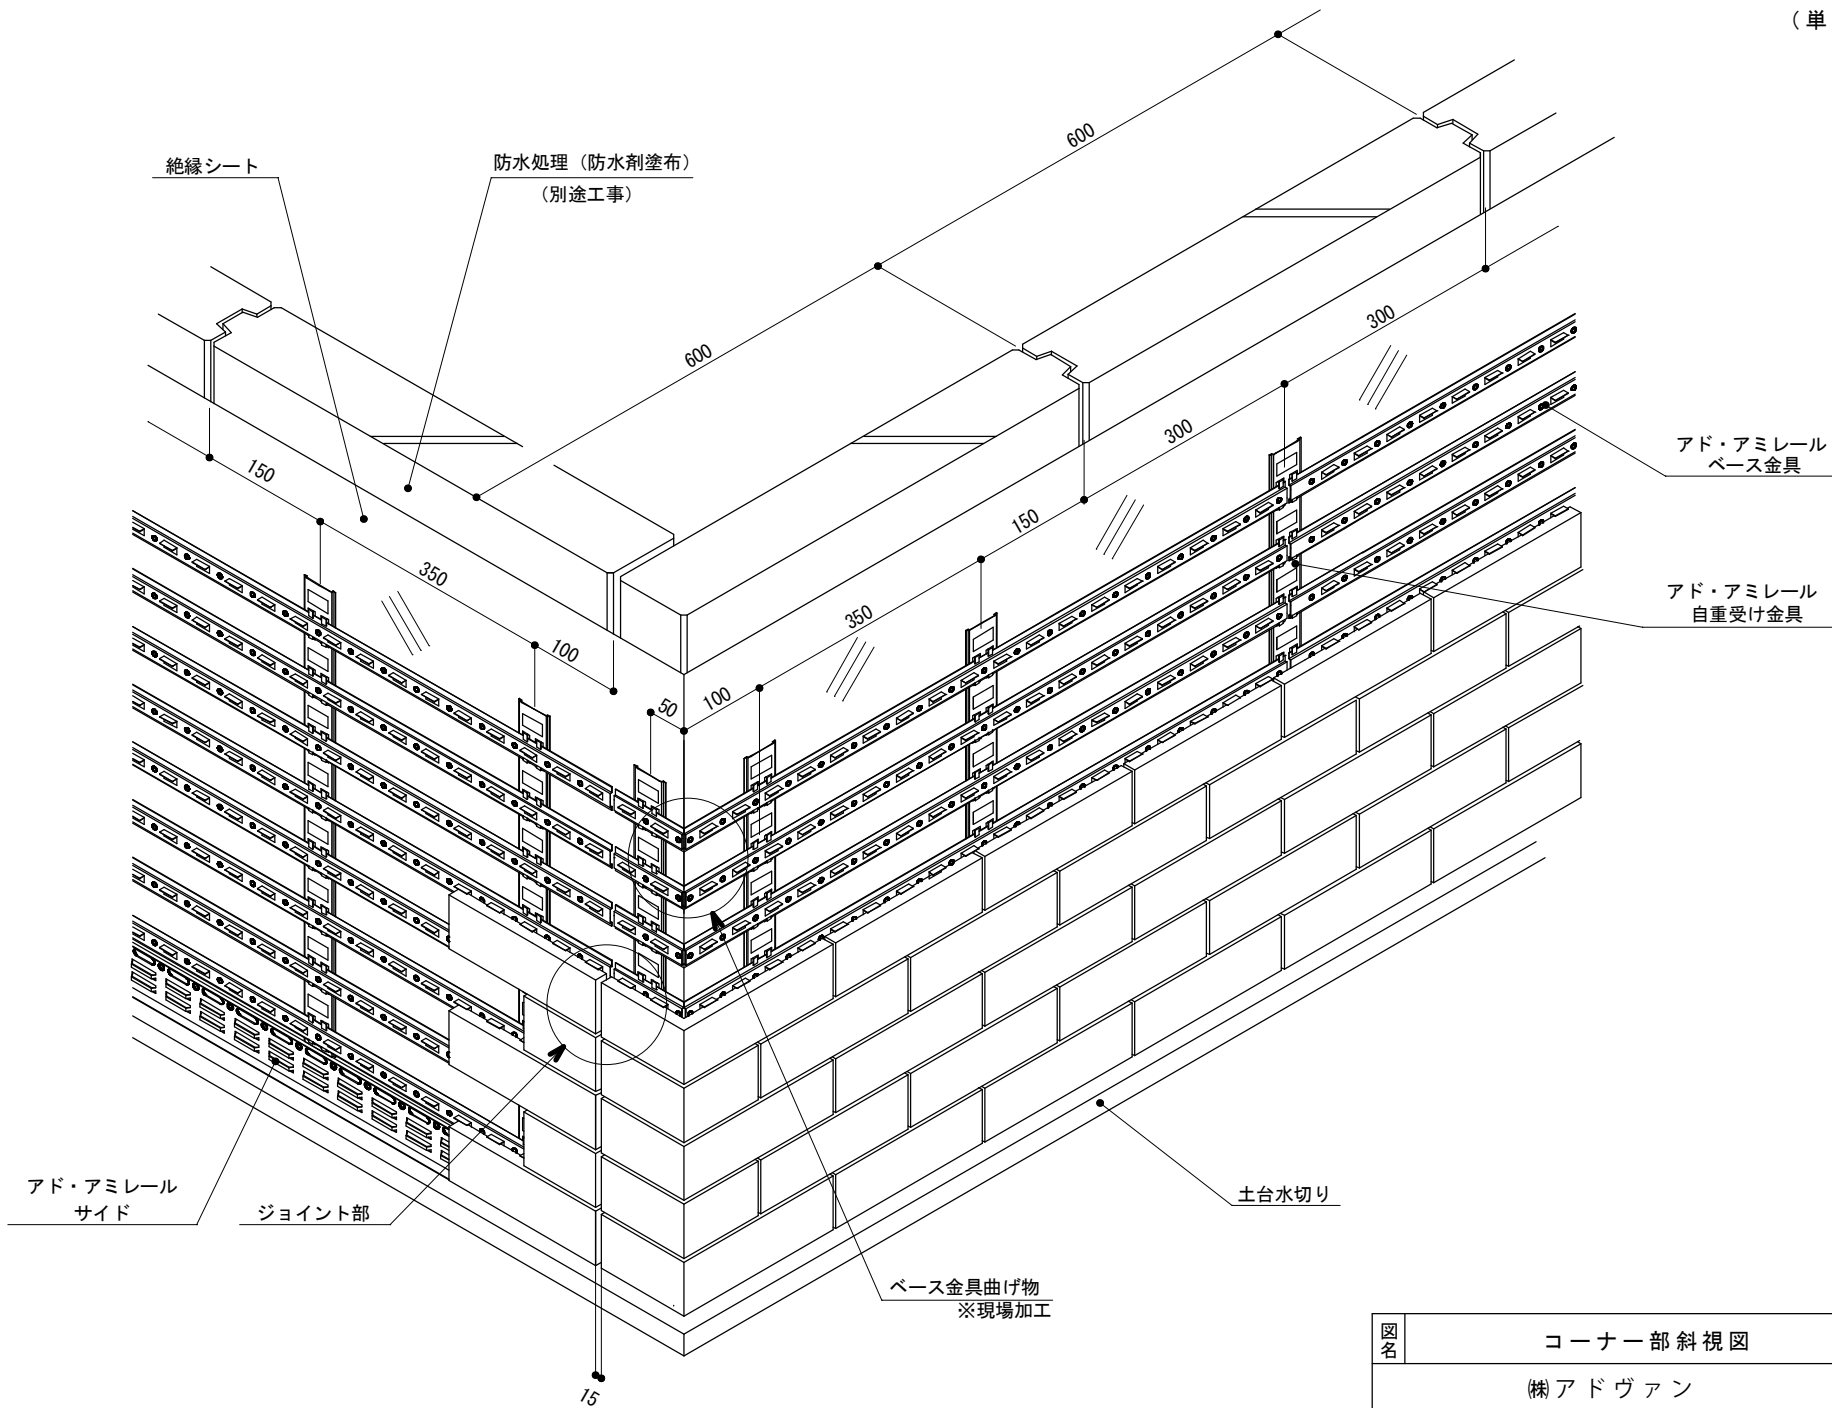 (単
600
絶縁シート
防水処理（防水剤塗布）
（別途工事）
600
300
300
150
150
350
350
100
50
100
アド・アミレール
ベース金具
アド・アミレール
自重受け金具
アド・アミレール
サイド
ジョイント部
土台水切り
ベース金具曲げ物
※現場加工
15
図名
コーナー部斜視図
㈱アドヴァン